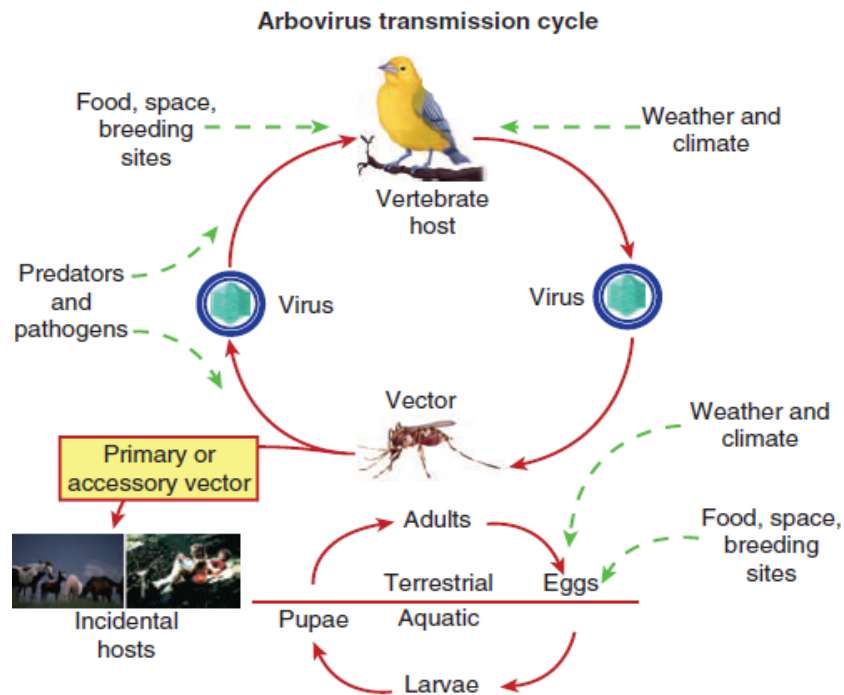 Arbovirus transmission cycle
Food, space,
breeding
sites
Weather and
climate
Vertebrate
host
Predators
and
pathogens
Virus
Virus
Vector
Weather and
climate
Primary or
accessory vector
Adults
Food, space,
breeding
sites
Terrestrial
Eggs
Incidental
hosts
Pupae
Aquatic
Larvae